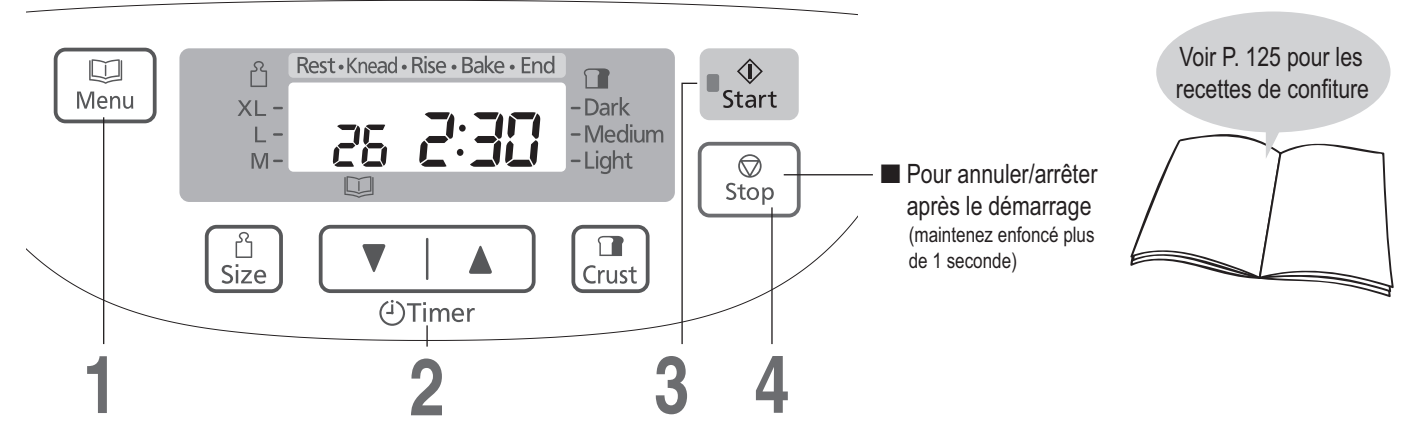 Menu
Rest・Knead・Rise・Bake・End
XL –
L –
M –
26 2:30
– Dark
– Medium
– Light
Start
Stop
Size
Timer
Crust
1
2
3
4
■ Pour annuler/arrêter
après le démarrage
(maintenez enfoncé plus
de 1 seconde)
Voir P. 125 pour les
recettes de confiture